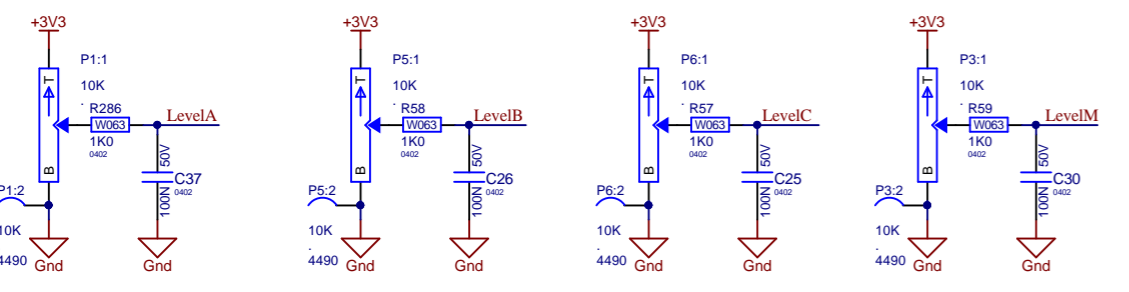 +3V3
P1:1
10K
.
T
R286
W063
1K0
0402
LevelA
50V
C37
0402
100N
B
P1:2
10K
.
4490
Gnd
Gnd
+3V3
P5:1
10K
.
T
R58
W063
1K0
0402
LevelB
50V
C26
0402
100N
B
P5:2
10K
.
4490
Gnd
Gnd
+3V3
P6:1
10K
.
T
R57
W063
1K0
0402
LevelC
50V
C25
0402
100N
B
P6:2
10K
.
4490
Gnd
Gnd
+3V3
P3:1
10K
.
T
R59
W063
1K0
0402
LevelM
50V
C30
0402
100N
B
P3:2
10K
.
4490
Gnd
Gnd